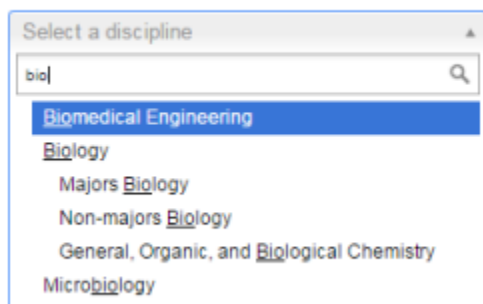 Select a discipline
bio
Biomedical Engineering
Biology
Majors Biology
Non-majors Biology
General, Organic, and Biological Chemistry
Microbiology